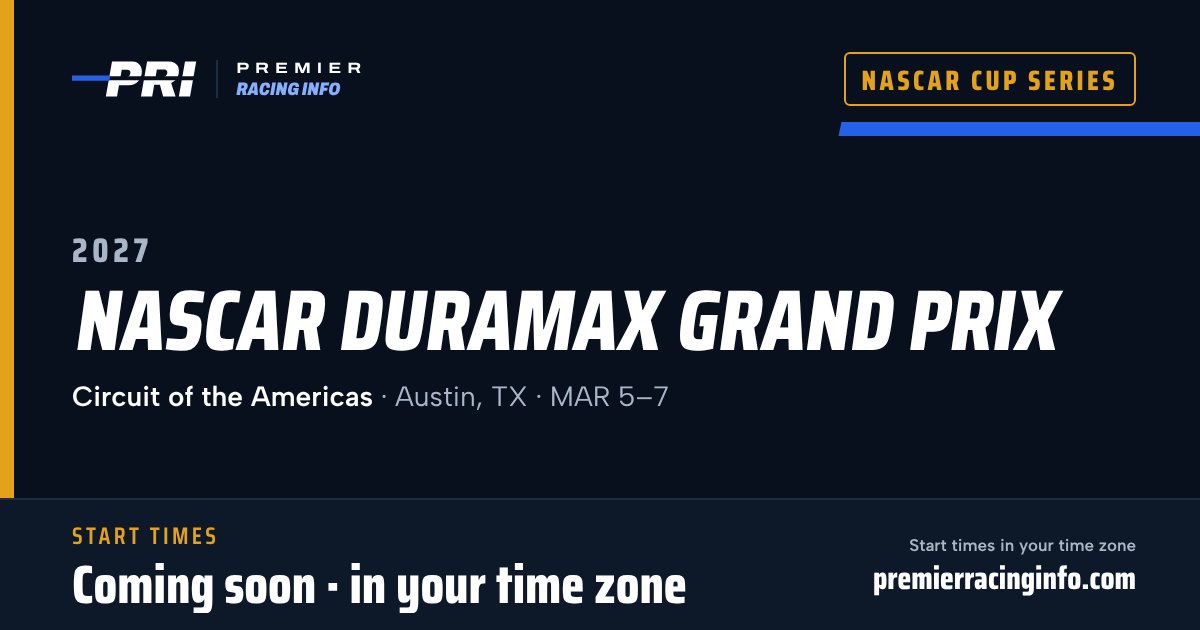 PRI
PREMIER
RACING INFO
NASCAR CUP SERIES
2027
NASCAR DURAMAX GRAND PRIX
Circuit of the Americas · Austin, TX · MAR 5–7
START TIMES
Coming soon · in your time zone
Start times in your time zone
premierracinginfo.com